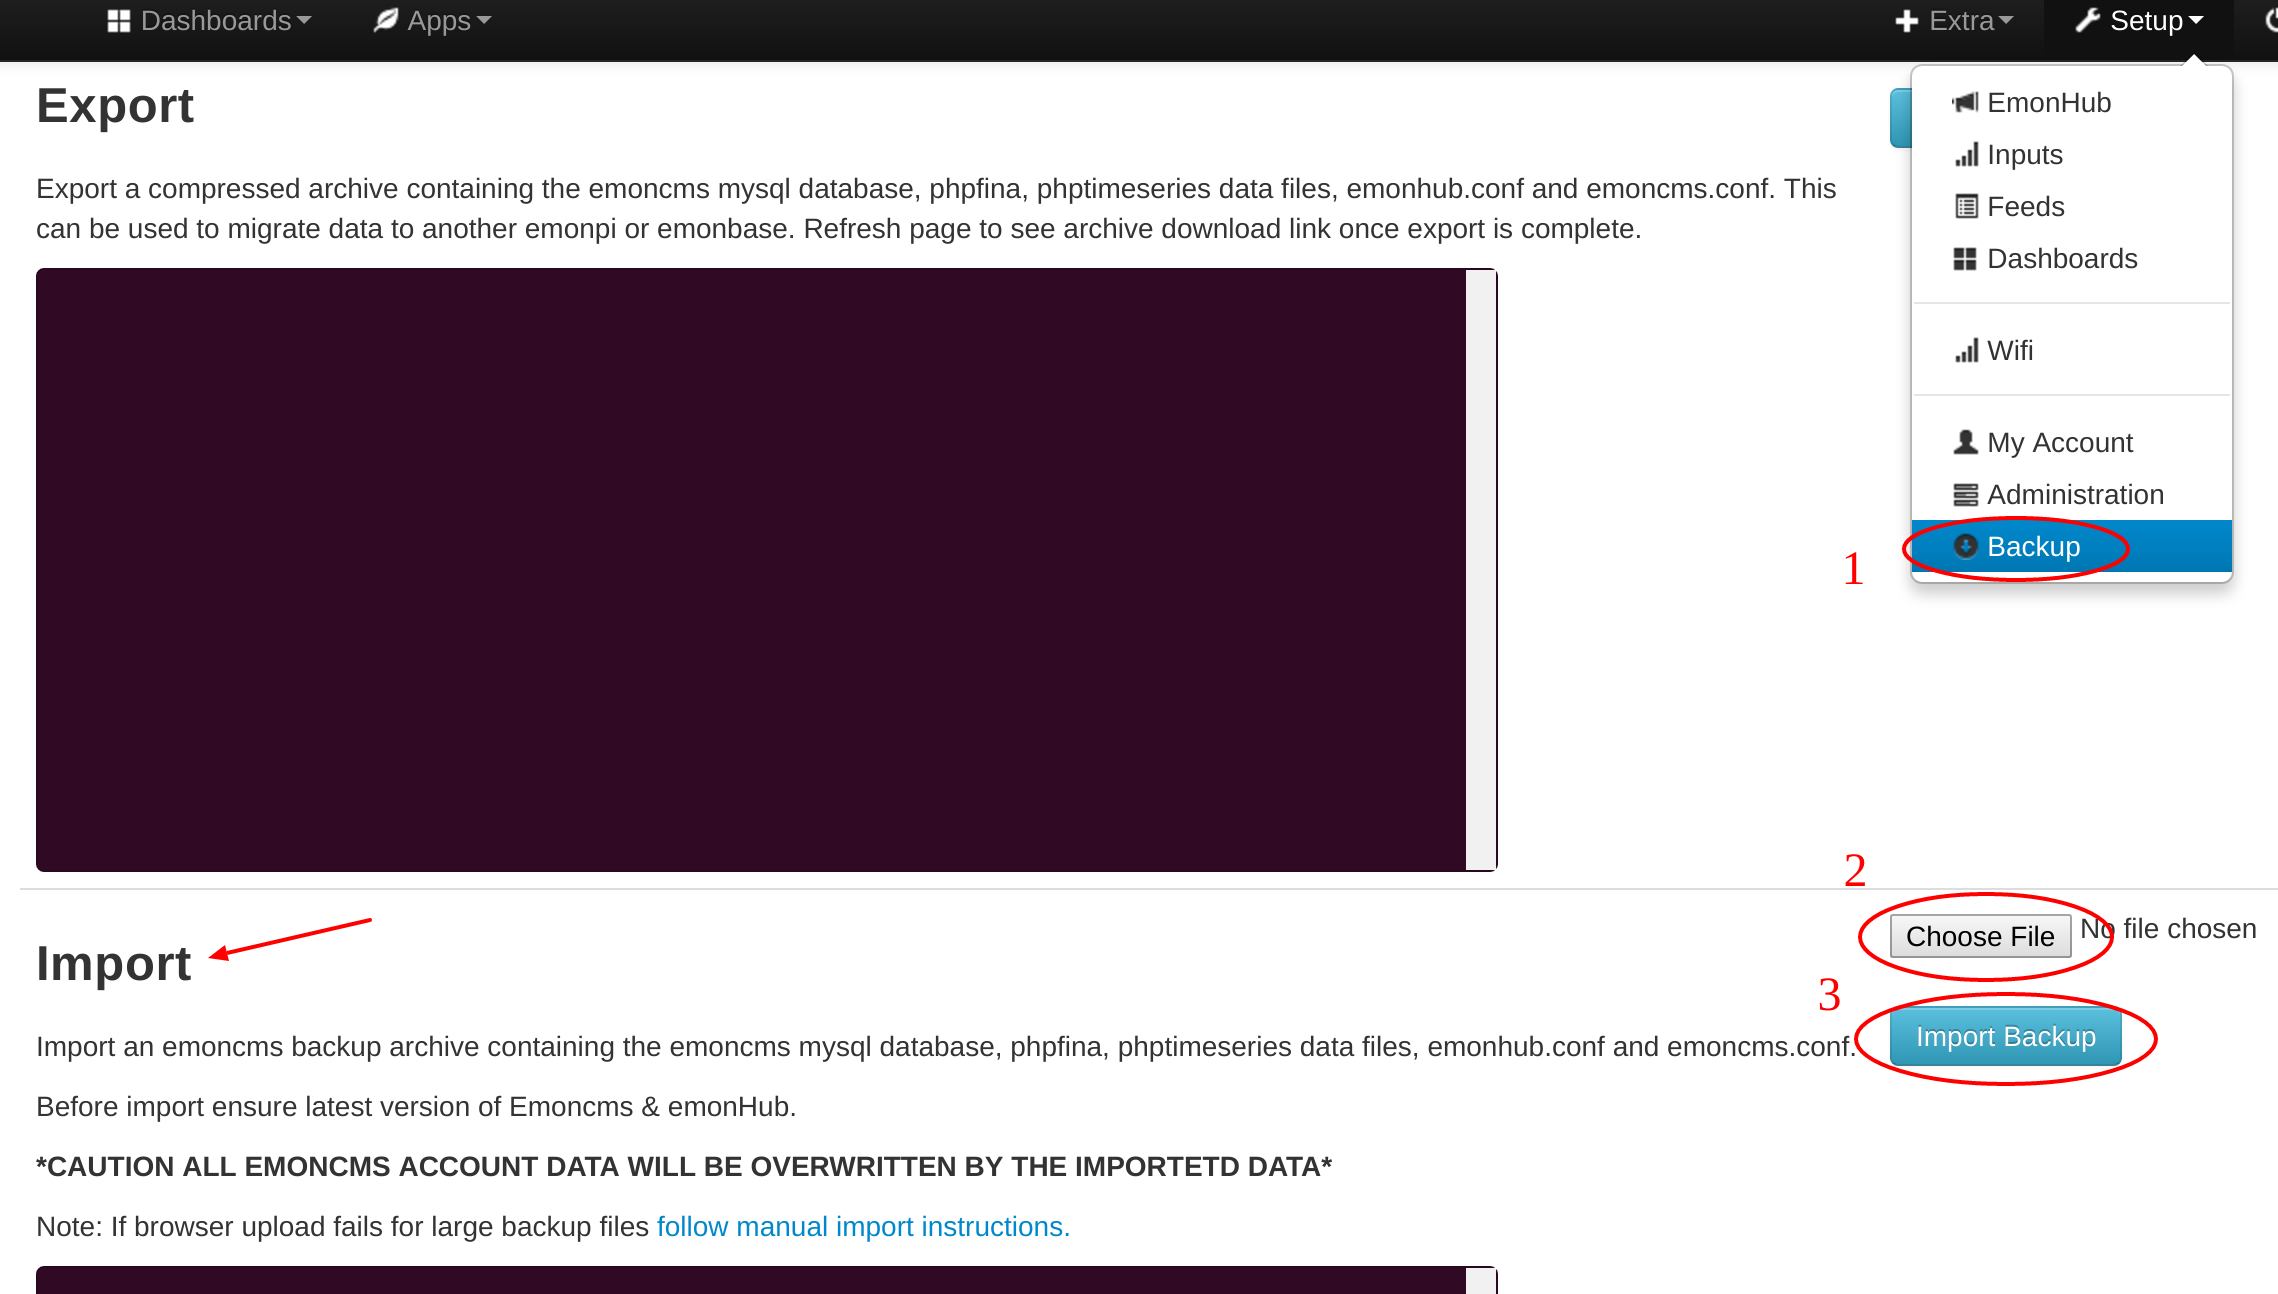 Dashboards Apps Extra Setup
Export
Export a compressed archive containing the emoncms mysql database, phpfina, phptimeseries data files, emonhub.conf and emoncms.conf. This
can be used to migrate data to another emonpi or emonbase. Refresh page to see archive download link once export is complete.
EmonHub
Inputs
Feeds
Dashboards
Wifi
My Account
Administration
1 Backup
2
Choose File No file chosen
Import
3
Import Backup
Import an emoncms backup archive containing the emoncms mysql database, phpfina, phptimeseries data files, emonhub.conf and emoncms.conf.
Before import ensure latest version of Emoncms & emonHub.
*CAUTION ALL EMONCMS ACCOUNT DATA WILL BE OVERWRITTEN BY THE IMPORTETD DATA*
Note: If browser upload fails for large backup files follow manual import instructions.